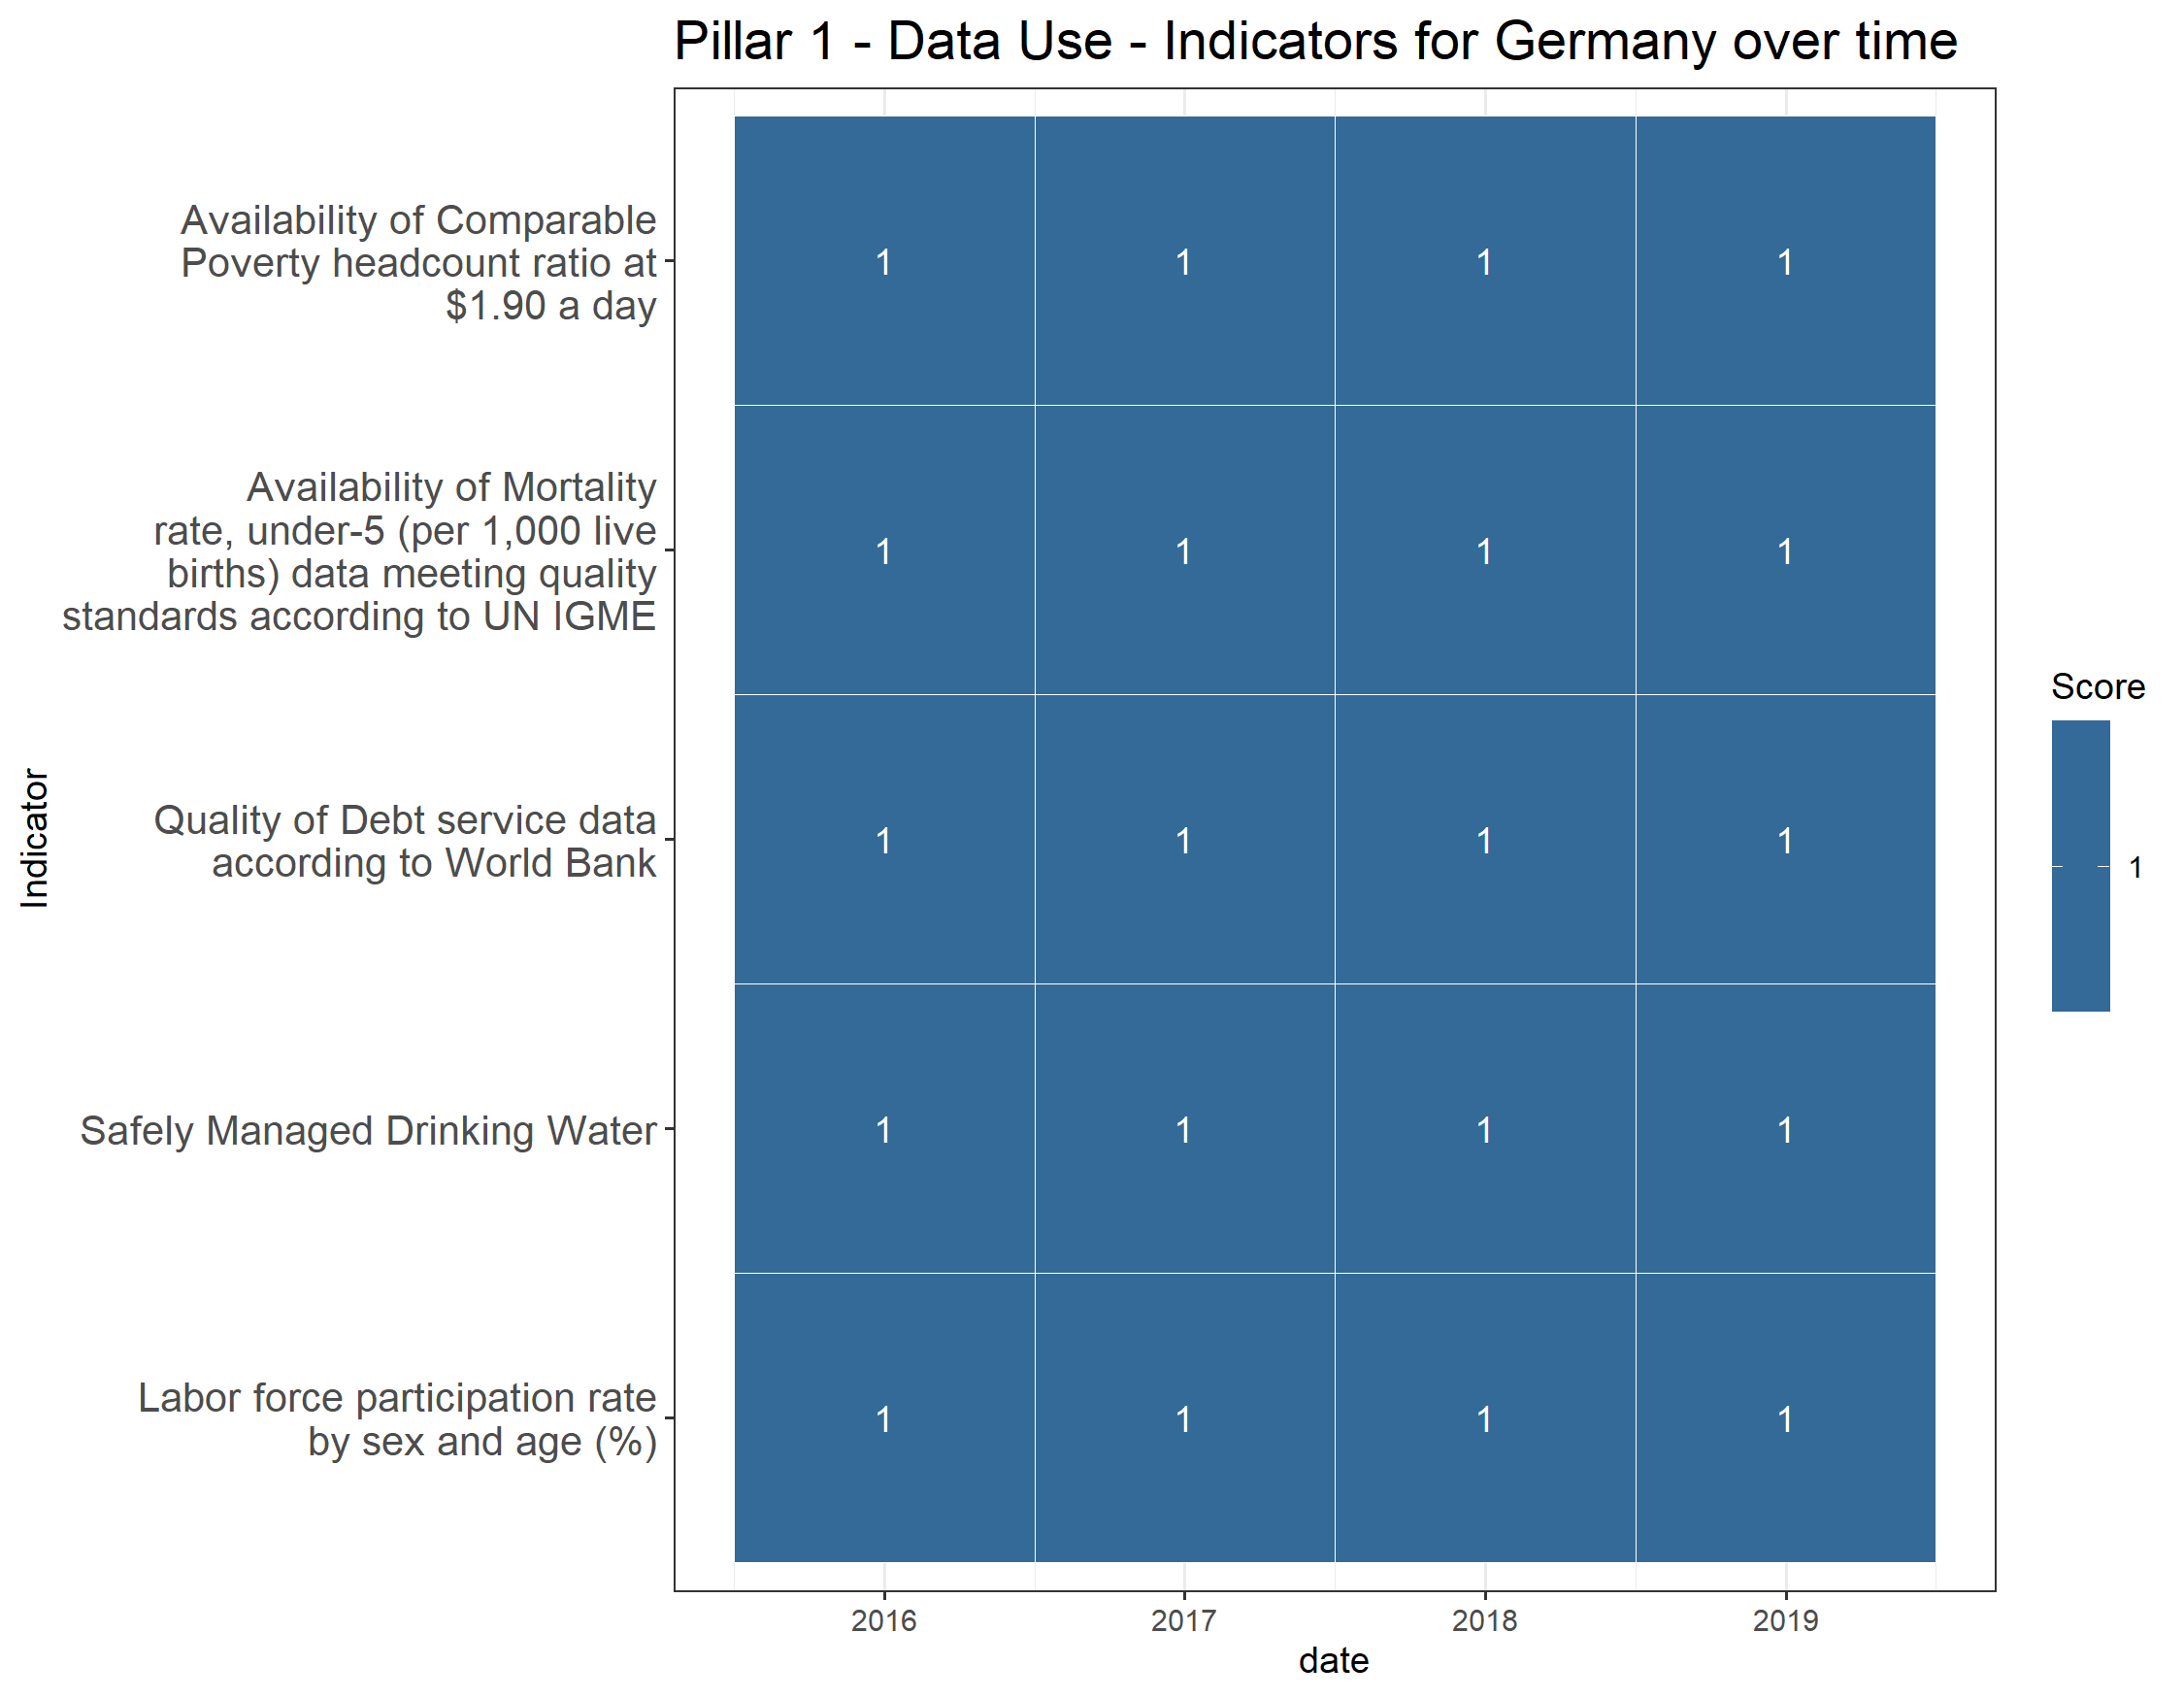 Pillar 1 - Data Use - Indicators for Germany over time
Indicator
Availability of Comparable
Poverty headcount ratio at
$1.90 a day
1 1 1 1
Availability of Mortality
rate, under-5 (per 1,000 live
births) data meeting quality
standards according to UN IGME
1 1 1 1
Quality of Debt service data
according to World Bank
1 1 1 1
Safely Managed Drinking Water
1 1 1 1
Labor force participation rate
by sex and age (%)
1 1 1 1
2016 2017 2018 2019
date
Score
1